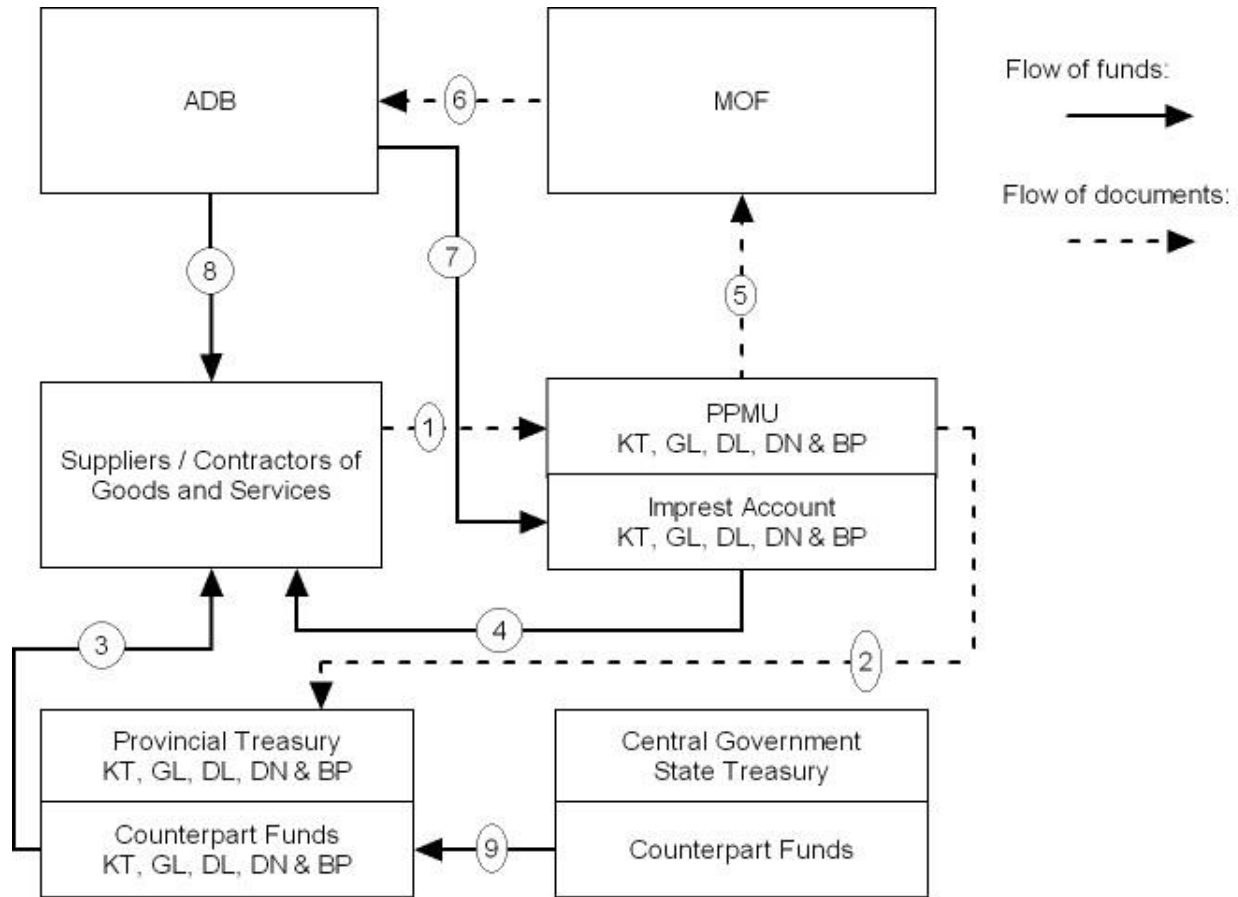 ADB
6
MOF
Flow of funds:
Flow of documents:
8
7
5
Suppliers / Contractors of
Goods and Services
1
PPMU
KT, GL, DL, DN & BP
Imprest Account
KT, GL, DL, DN & BP
3
4
2
Provincial Treasury
KT, GL, DL, DN & BP
Counterpart Funds
KT, GL, DL, DN & BP
9
Central Government
State Treasury
Counterpart Funds